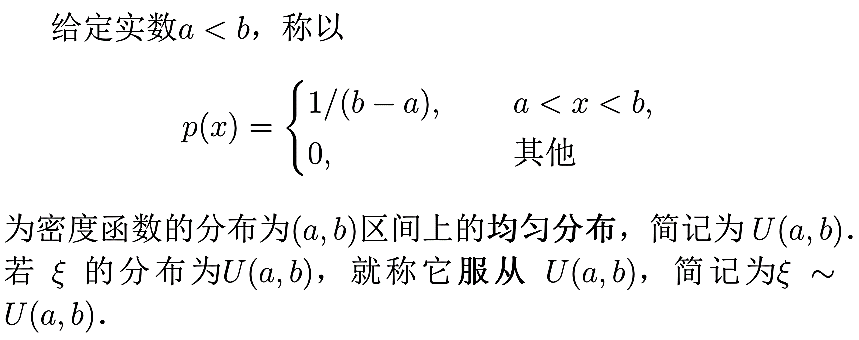 给定实数a < b，称以
p(x) = { 1/(b − a), a < x < b,
0, 其他
为密度函数的分布为(a, b)区间上的均匀分布，简记为 U(a, b).
若 ξ 的分布为U(a, b)，就称它服从 U(a, b)，简记为ξ ∼
U(a, b).